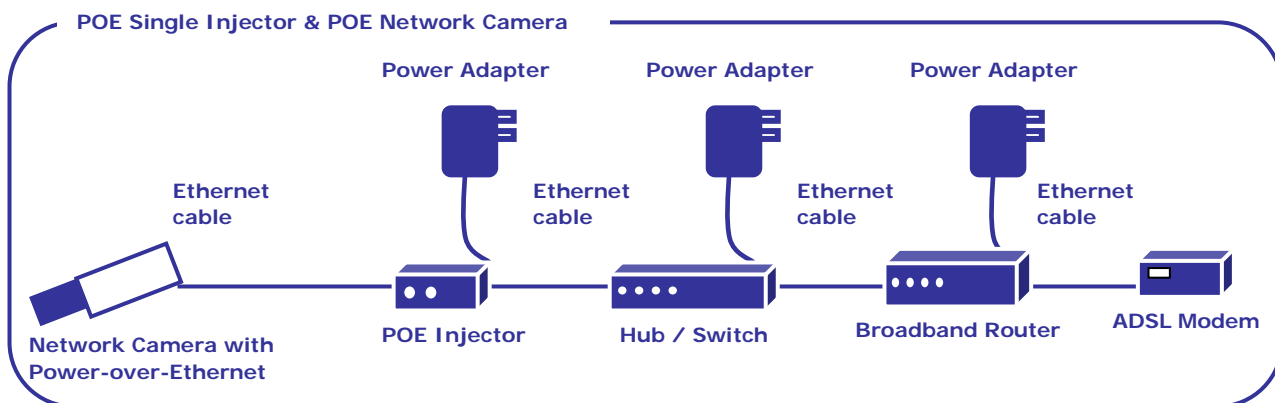 POE Single Injector & POE Network Camera
Power Adapter
Power Adapter
Power Adapter
Ethernet
cable
Ethernet
cable
Ethernet
cable
Ethernet
cable
Network Camera with
Power-over-Ethernet
POE Injector
Hub / Switch
Broadband Router
ADSL Modem